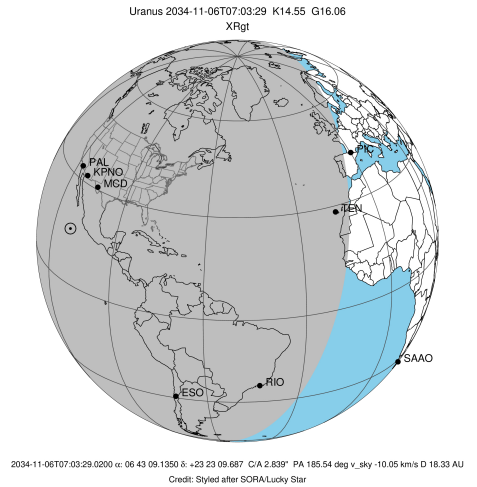 Uranus 2034-11-06T07:03:29 K14.55 G16.06
XRgt
PAL
KPNO
MCD
PIC
TEN
SAAO
RIO
ESO
2034-11-06T07:03:29.0200 α: 06 43 09.1350 δ: +23 23 09.687 C/A 2.839" PA 185.54 deg v_sky -10.05 km/s D 18.33 AU
Credit: Styled after SORA/Lucky Star